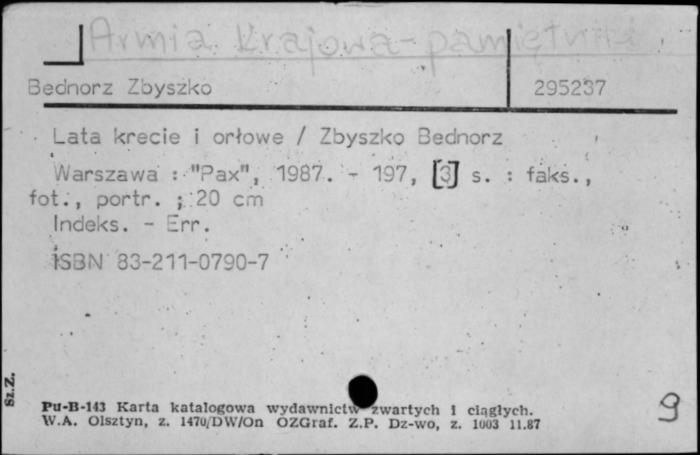 Armia Krajowa - pamiętniki
Bednorz Zbyszko 295237
Lata krecie i orłowe / Zbyszko Bednorz
Warszawa : "Pax", 1987. - 197, [3] s. : faks.,
fot., portr. ; 20 cm
Indeks. - Err.
ISBN 83-211-0790-7
Sz.Z.
Pu-B-143 Karta katalogowa wydawnictw zwartych i ciągłych.
W.A. Olsztyn, z. 1470/DW/On OZGraf. Z.P. Dz-wo, z. 1003 11.87
9